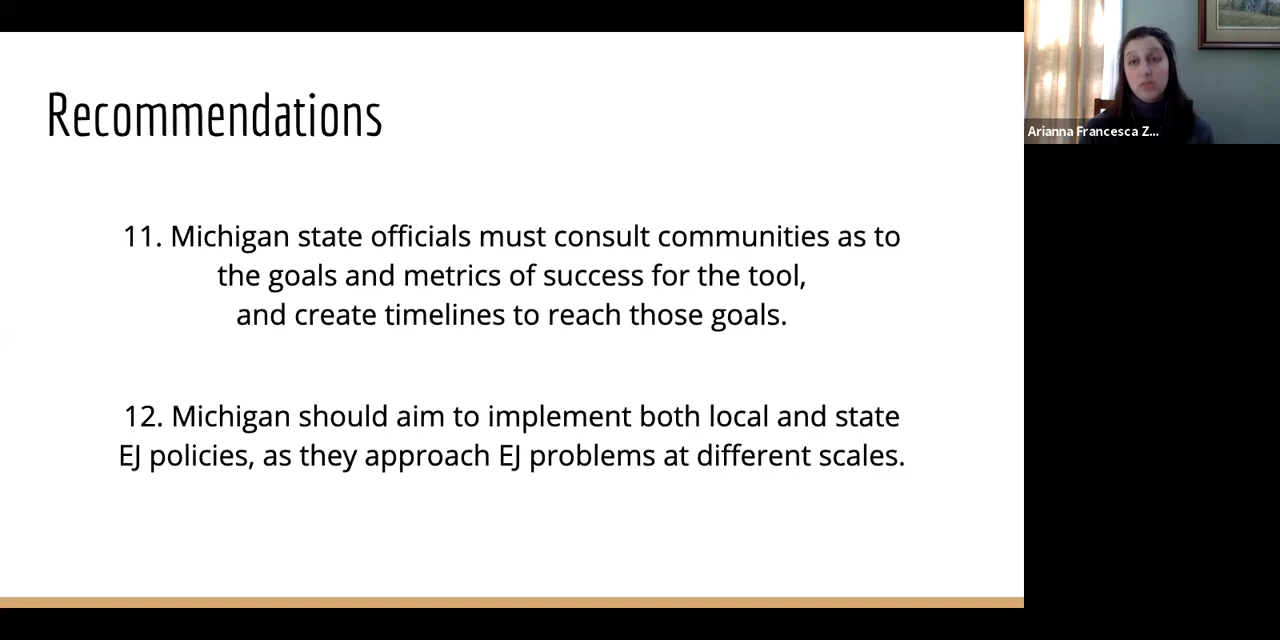 Recommendations
11. Michigan state officials must consult communities as to
the goals and metrics of success for the tool,
and create timelines to reach those goals.
12. Michigan should aim to implement both local and state
EJ policies, as they approach EJ problems at different scales.
Arianna Francesca Z...